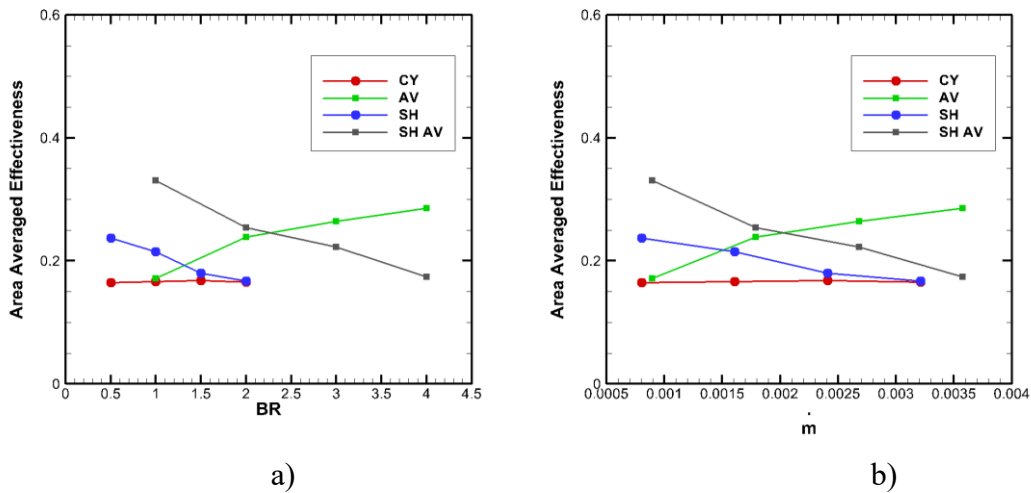 0.6
0.4
0.2
0
Area Averaged Effectiveness
CY
AV
SH
SH AV
0 0.5 1 1.5 2 2.5 3 3.5 4 4.5
BR
a)
0.6
0.4
0.2
0
Area Averaged Effectiveness
CY
AV
SH
SH AV
0.0005 0.001 0.0015 0.002 0.0025 0.003 0.0035 0.004
ṁ
b)